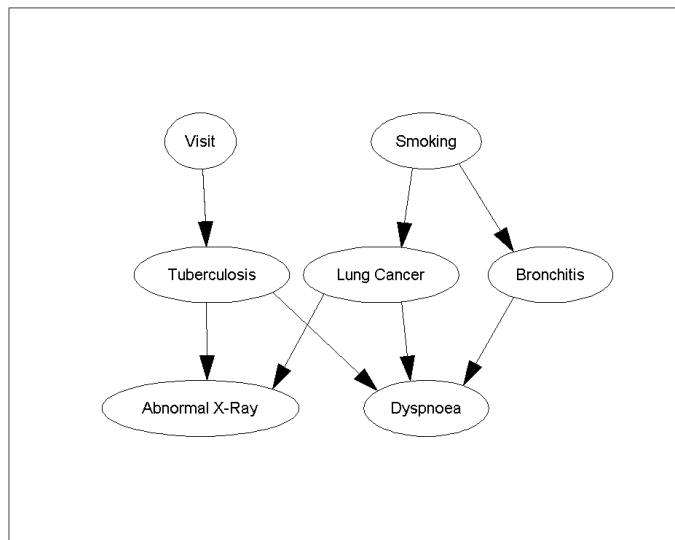 Visit
Smoking
Tuberculosis
Lung Cancer
Bronchitis
Abnormal X-Ray
Dyspnoea